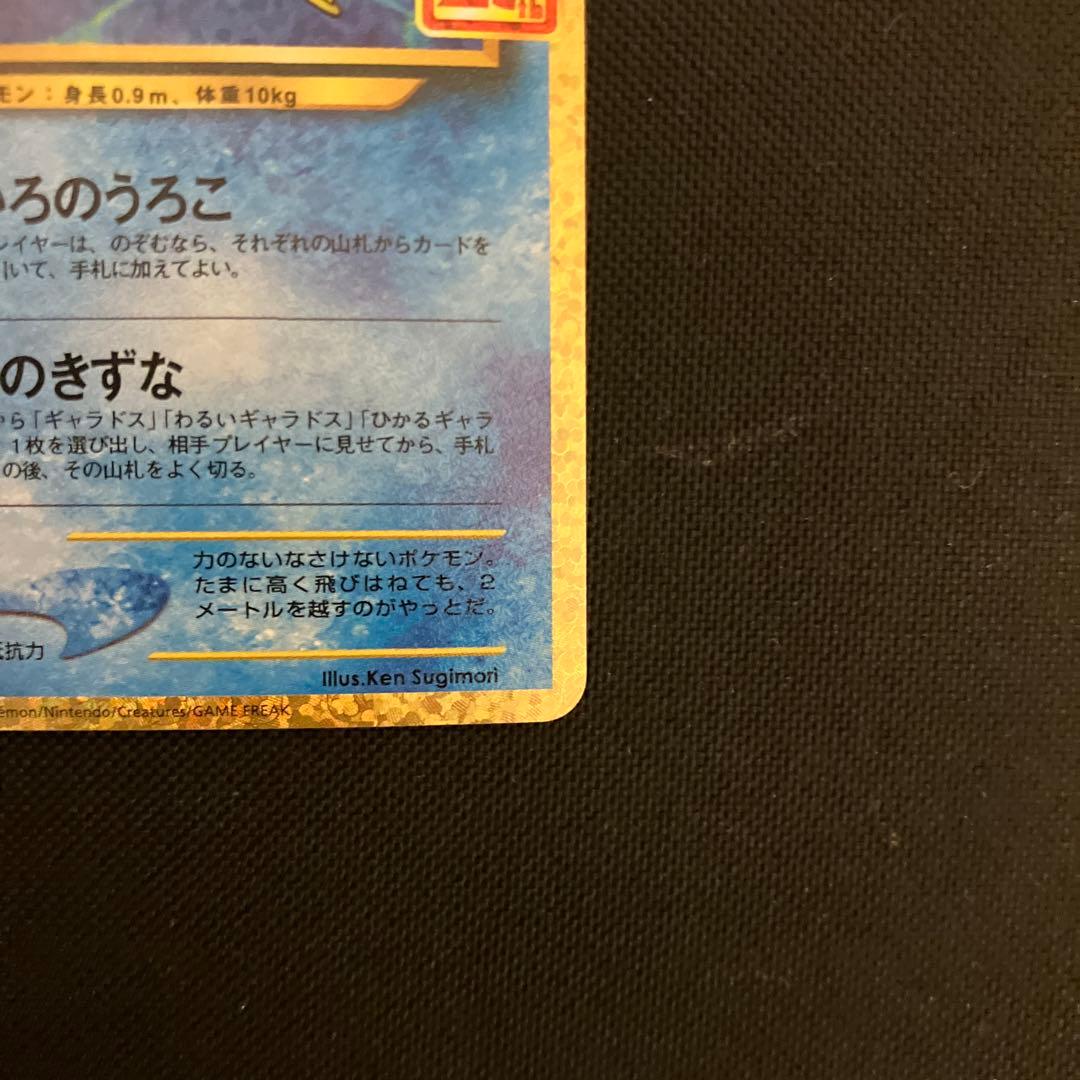 th
モン：身長0.9m、体重10kg
いろのうろこ
レイヤーは、のぞむなら、それぞれの山札からカードを
引いて、手札に加えてよい。
のきずな
から「ギャラドス」「わるいギャラドス」「ひかるギャラ
1枚を選び出し、相手プレイヤーに見せてから、手札
の後、その山札をよく切る。
力のないなさけないポケモン。
たまに高く飛びはねても、2
メートルを越すのがやっとだ。
抵抗力
Illus.Ken Sugimori
émon/Nintendo/Creatures/GAME FREAK.